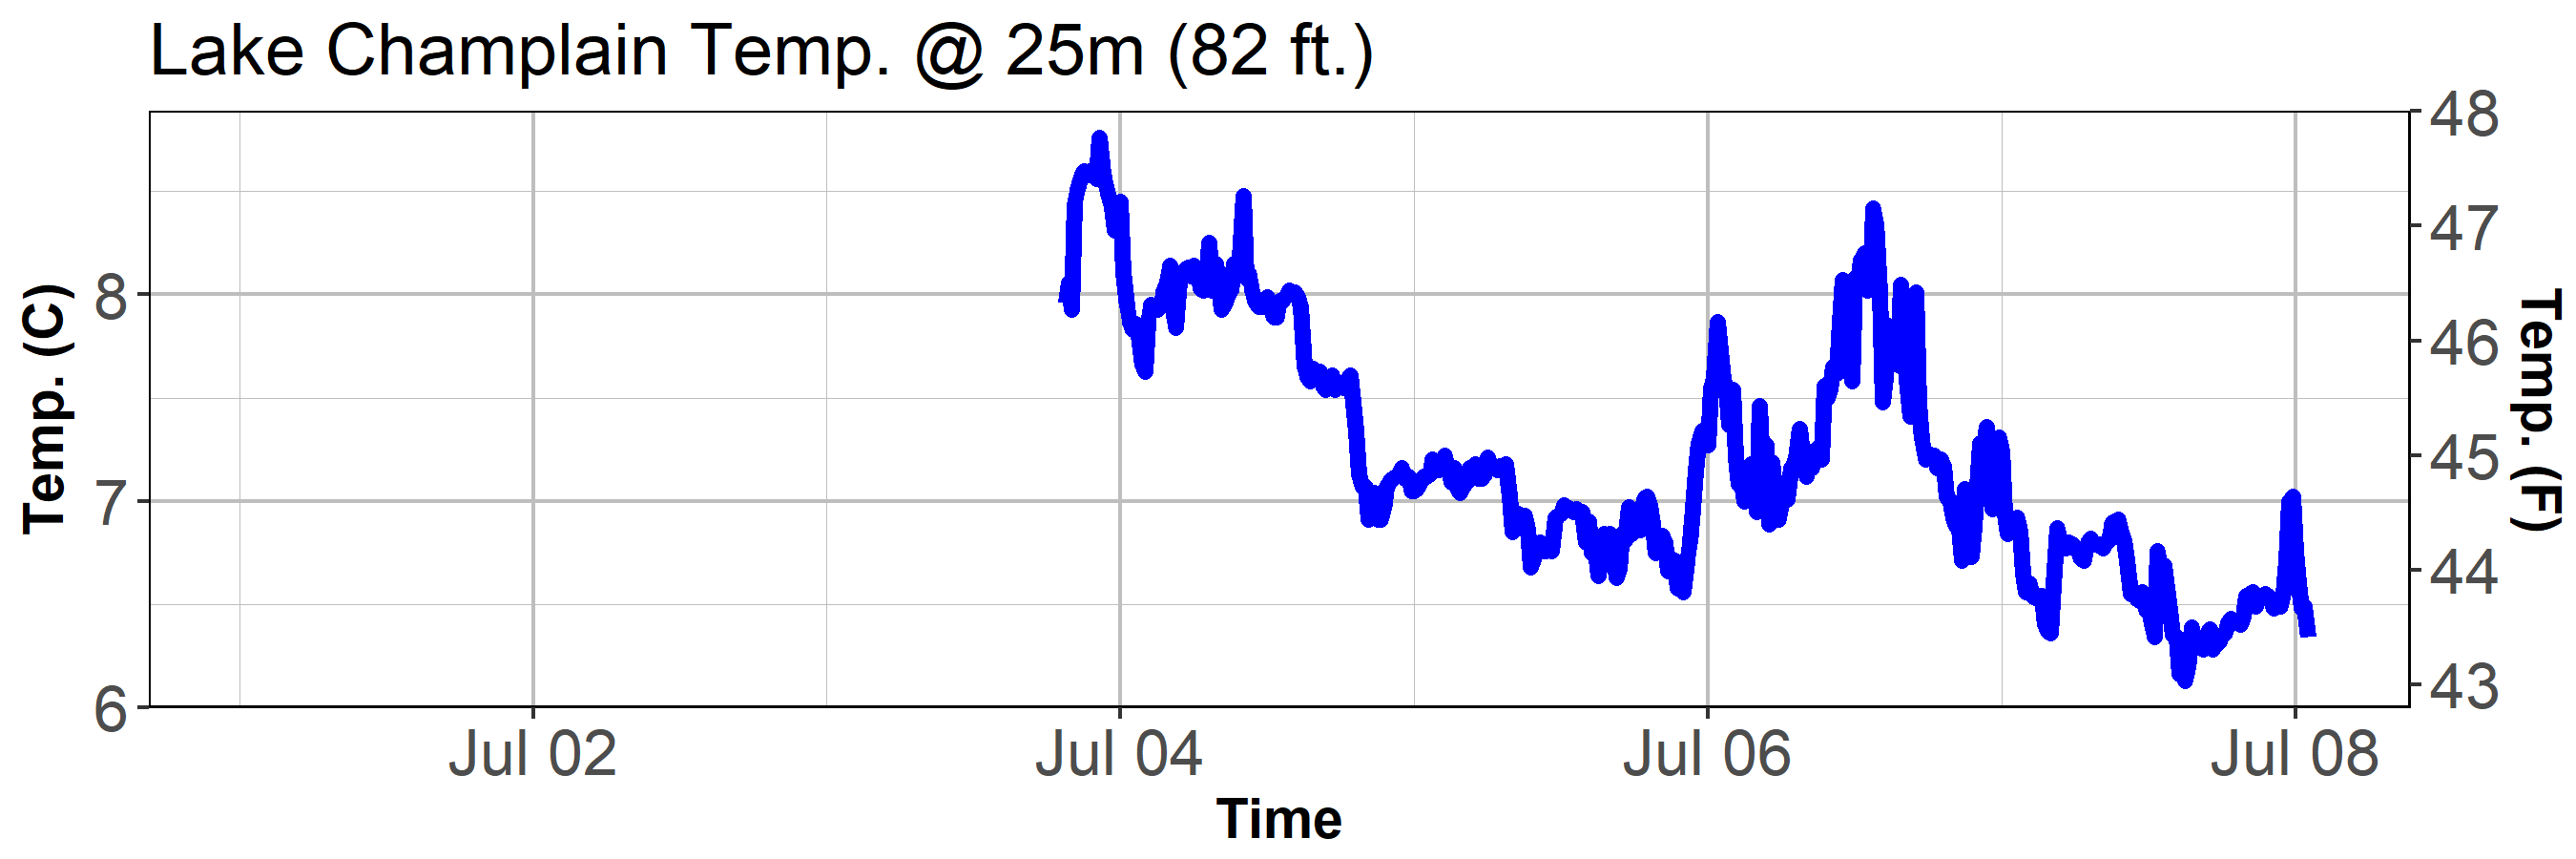 Lake Champlain Temp. @ 25m (82 ft.)
Temp. (C)
8
7
6
48
47
46
45
44
43
Temp. (F)
Jul 02
Jul 04
Jul 06
Jul 08
Time